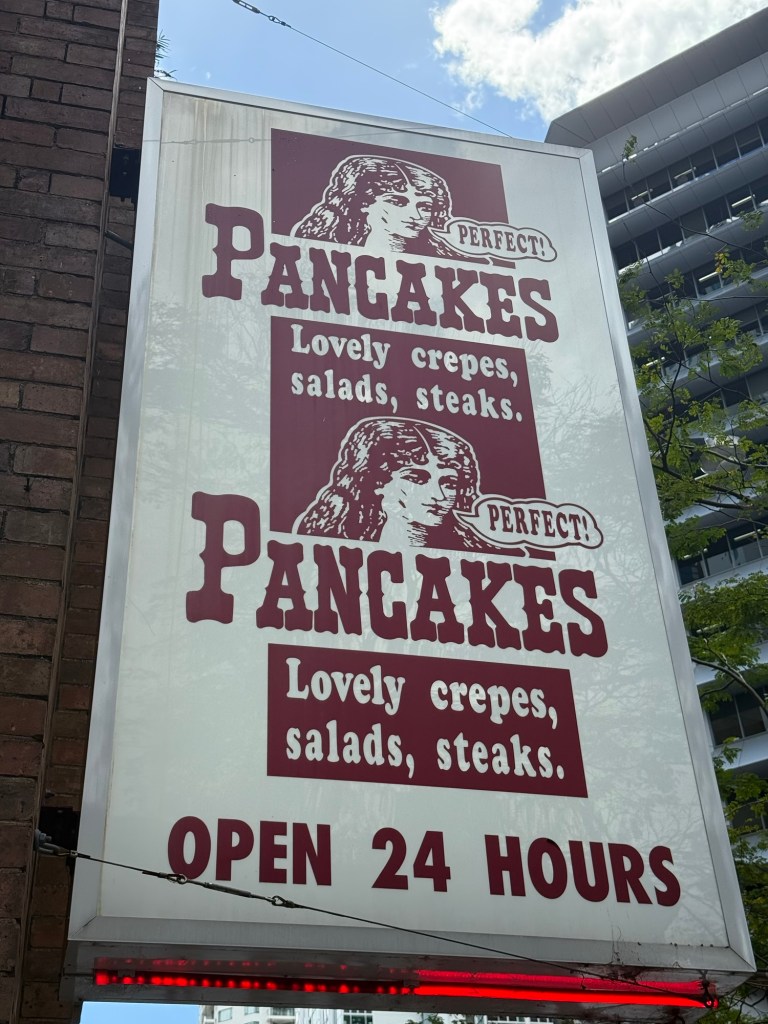 PERFECT!
PANCAKES
Lovely crepes,
salads, steaks.
PERFECT!
PANCAKES
Lovely crepes,
salads, steaks.
OPEN 24 HOURS